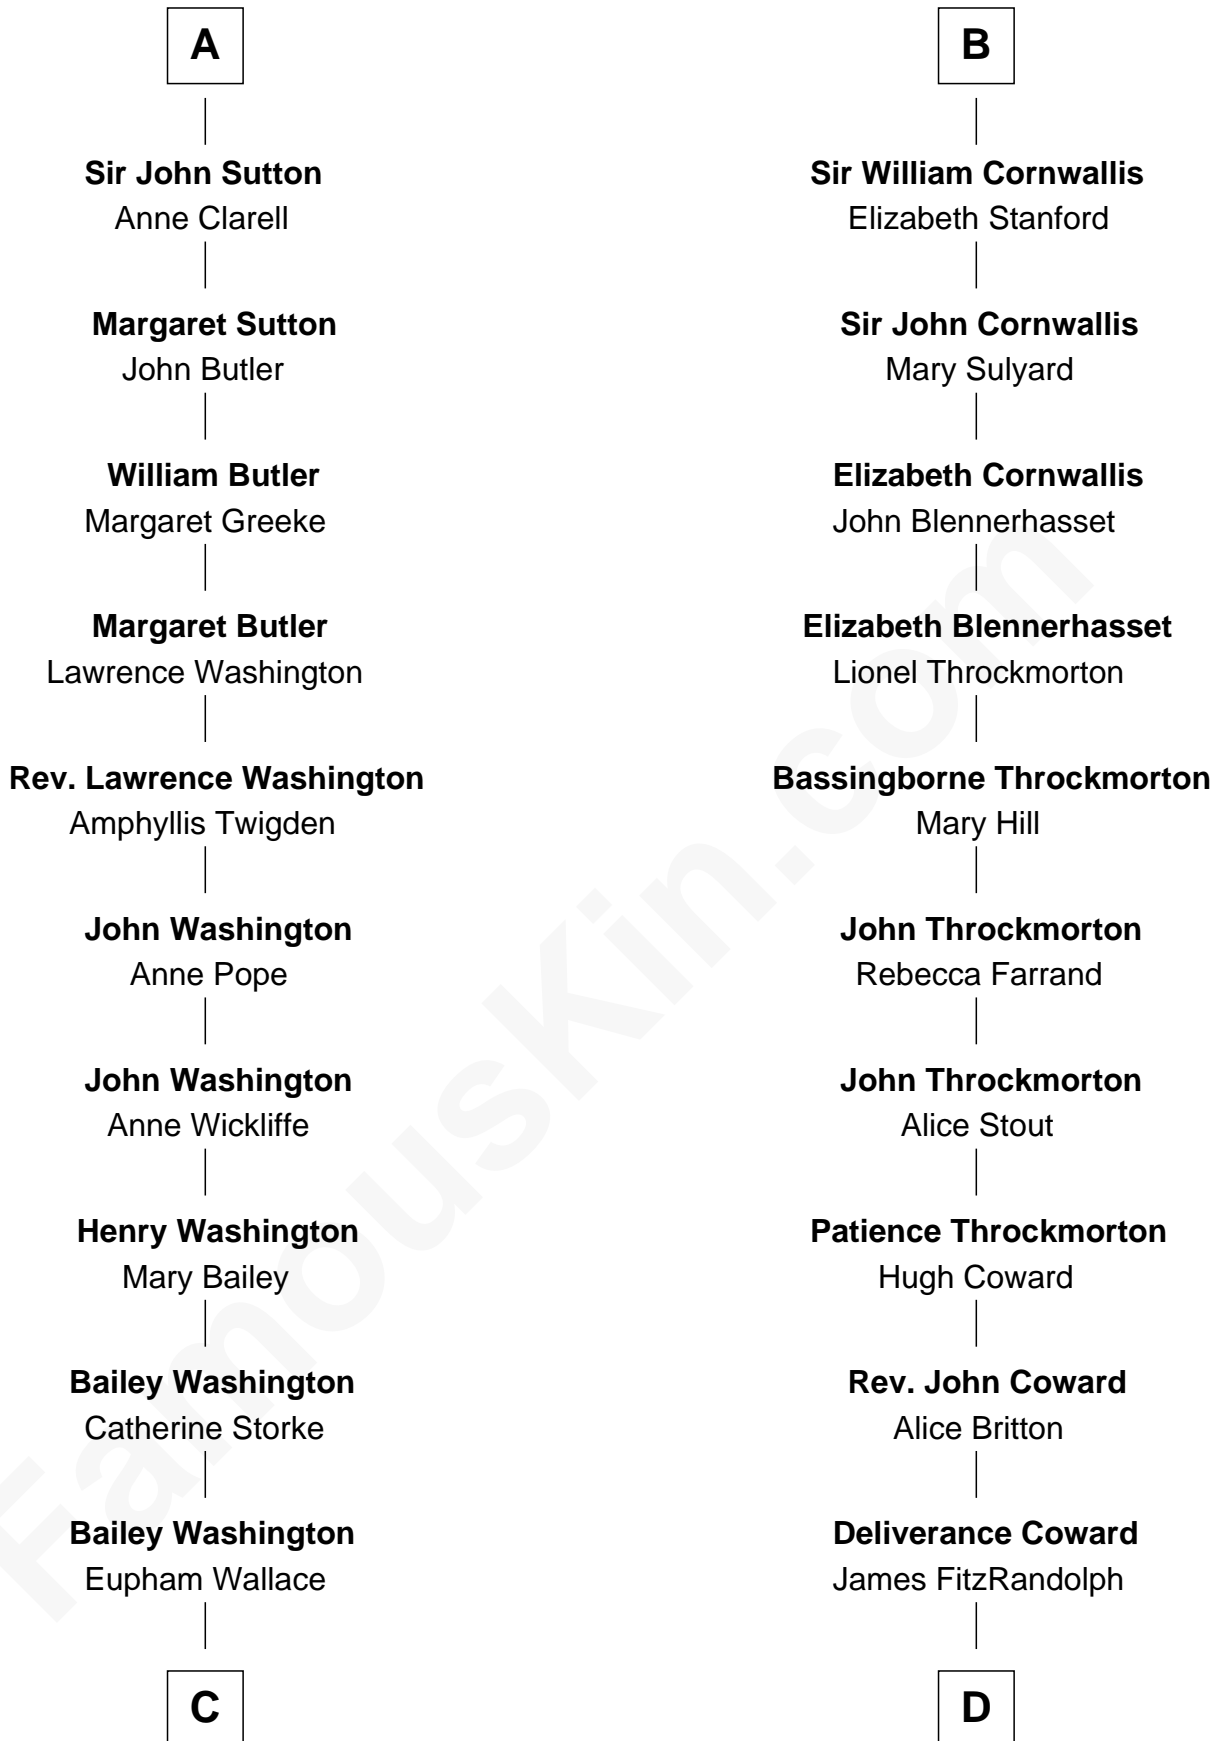 A
Sir John Sutton
Anne Clarell
Margaret Sutton
John Butler
William Butler
Margaret Greeke
Margaret Butler
Lawrence Washington
Rev. Lawrence Washington
Amphyllis Twigden
John Washington
Anne Pope
John Washington
Anne Wickliffe
Henry Washington
Mary Bailey
Bailey Washington
Catherine Storke
Bailey Washington
Eupham Wallace
C
B
Sir William Cornwallis
Elizabeth Stanford
Sir John Cornwallis
Mary Sulyard
Elizabeth Cornwallis
John Blennerhasset
Elizabeth Blennerhasset
Lionel Throckmorton
Bassingborne Throckmorton
Mary Hill
John Throckmorton
Rebecca Farrand
John Throckmorton
Alice Stout
Patience Throckmorton
Hugh Coward
Rev. John Coward
Alice Britton
Deliverance Coward
James FitzRandolph
D
FamousKin.com